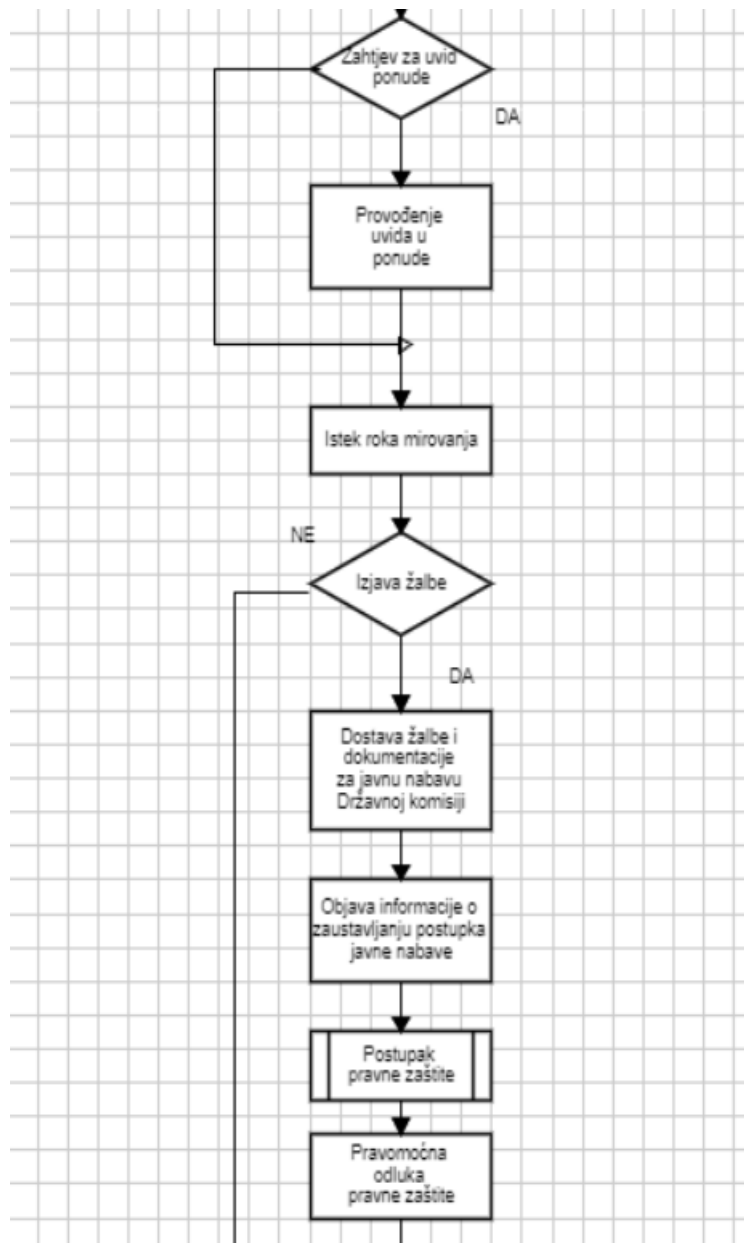 Zahtjev za uvid
ponude
DA
Provođenje
uvida u
ponude
Istek roka mirovanja
NE
Izjava žalbe
DA
Dostava žalbe i
dokumentacije
za javnu nabavu
Državnoj komisiji
Objava informacije o
zaustavljanju postupka
javne nabave
Postupak
pravne zaštite
Pravomoćna
odluka
pravne zaštite